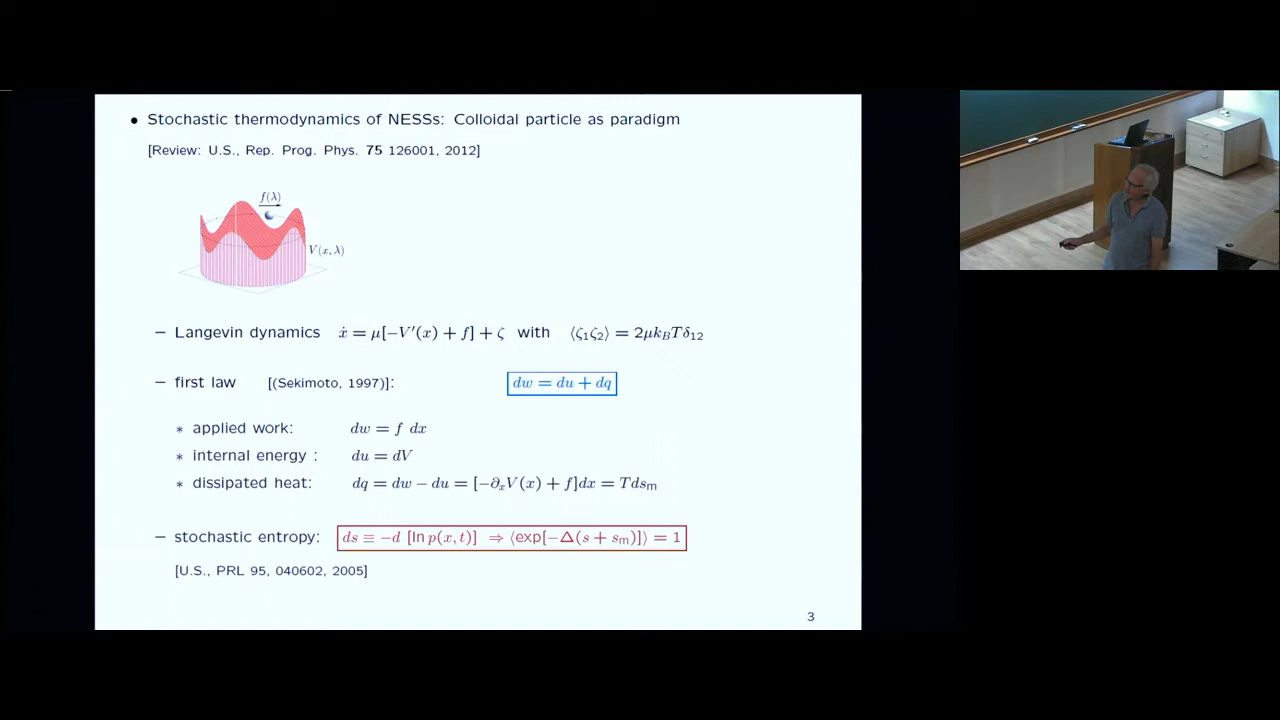 • Stochastic thermodynamics of NESSs: Colloidal particle as paradigm
[Review: U.S., Rep. Prog. Phys. 75 126001, 2012]
f(λ)
V(x, λ)
– Langevin dynamics ẋ = μ[−V′(x) + f] + ζ with ⟨ζ₁ζ₂⟩ = 2μk_BTδ₁₂
– first law [(Sekimoto, 1997)]: dw = du + dq
∗ applied work: dw = f dx
∗ internal energy : du = dV
∗ dissipated heat: dq = dw − du = [−∂ₓV(x) + f]dx = Tdsₘ
– stochastic entropy: ds ≡ −d [ln p(x, t)] ⇒ ⟨exp[−Δ(s + sₘ)]⟩ = 1
[U.S., PRL 95, 040602, 2005]
3